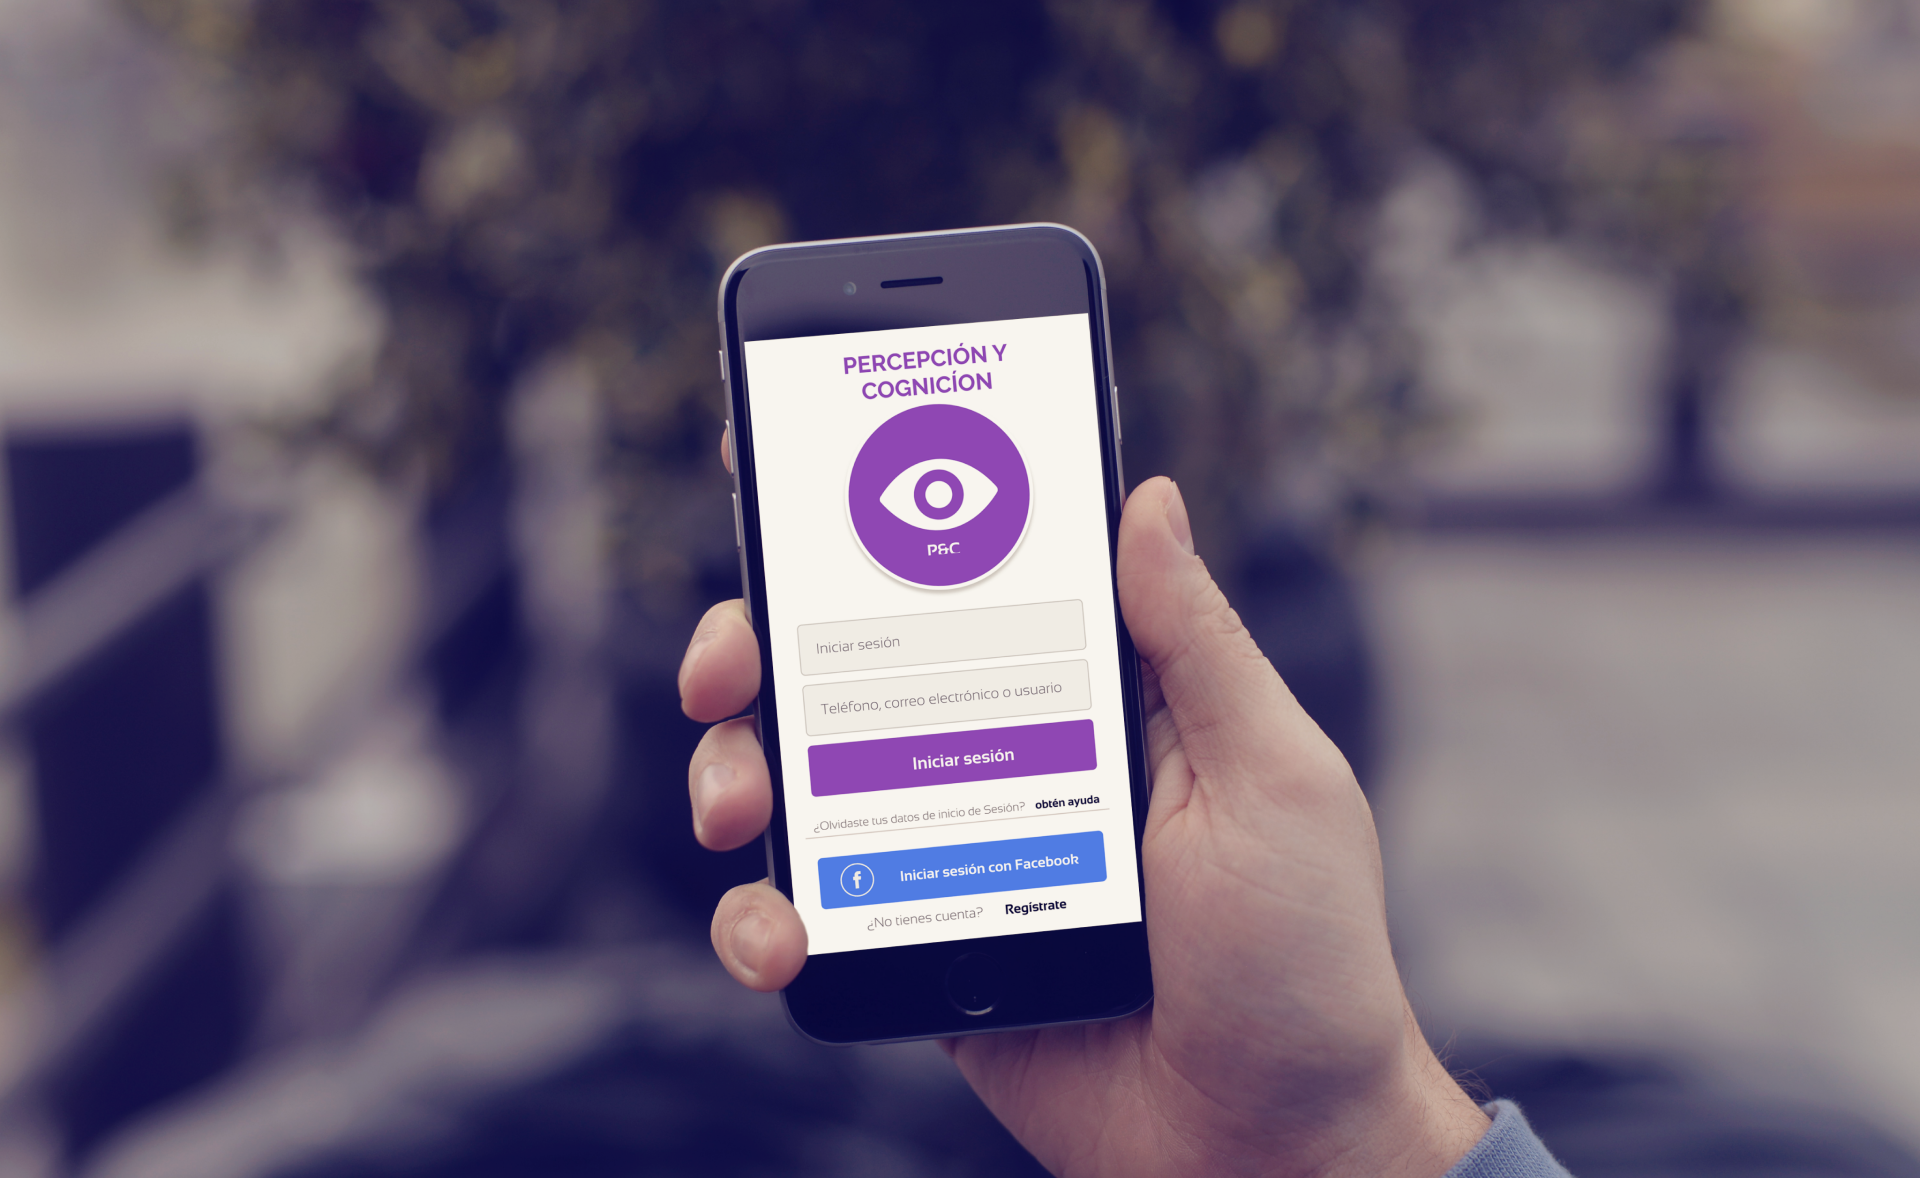 PERCEPCIÓN Y
COGNICÍON
P&C
Iniciar sesión
Teléfono, correo electrónico o usuario
Iniciar sesión
¿Olvidaste tus datos de inicio de Sesión? obtén ayuda
f Iniciar sesión con Facebook
¿No tienes cuenta? Regístrate